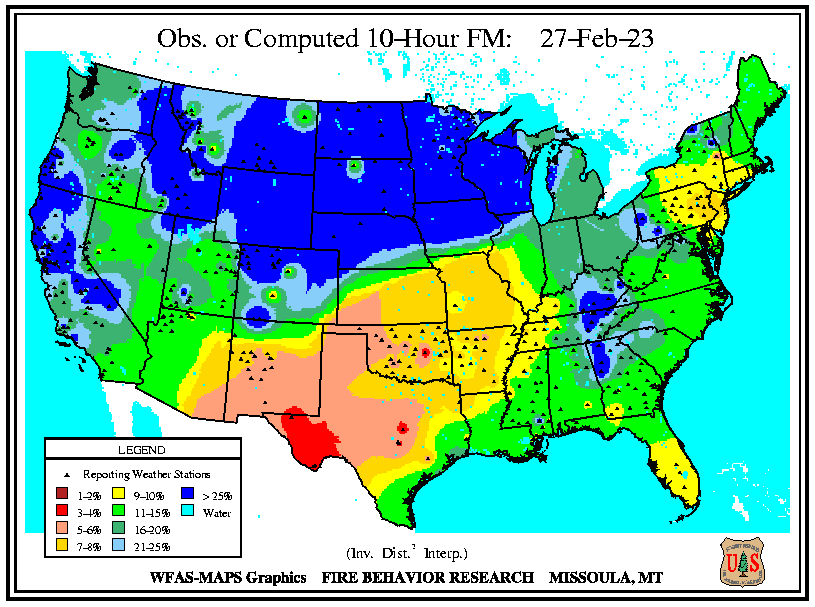 Obs. or Computed 10–Hour FM: 27–Feb–23
LEGEND
Reporting Weather Stations
1–2% 9–10% > 25%
3–4% 11–15% Water
5–6% 16–20%
7–8% 21–25%
(Inv. Dist.² Interp.)
WFAS-MAPS Graphics FIRE BEHAVIOR RESEARCH MISSOULA, MT
U S